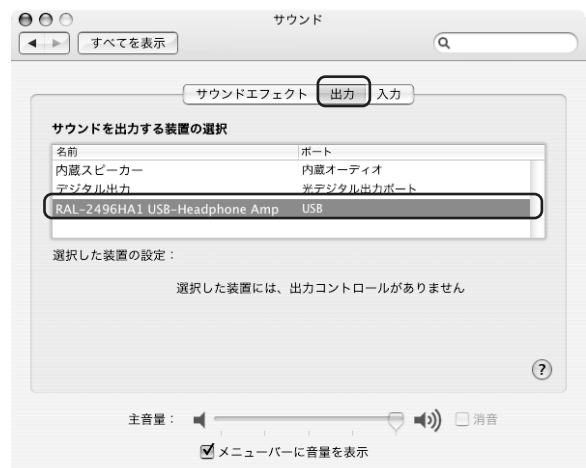 サウンド
すべてを表示
サウンドエフェクト 出力 入力
サウンドを出力する装置の選択
名前 ポート
内蔵スピーカー 内蔵オーディオ
デジタル出力 光デジタル出力ポート
RAL-2496HA1 USB-Headphone Amp USB
選択した装置の設定：
選択した装置には、出力コントロールがありません
?
主音量： 消音
メニューバーに音量を表示